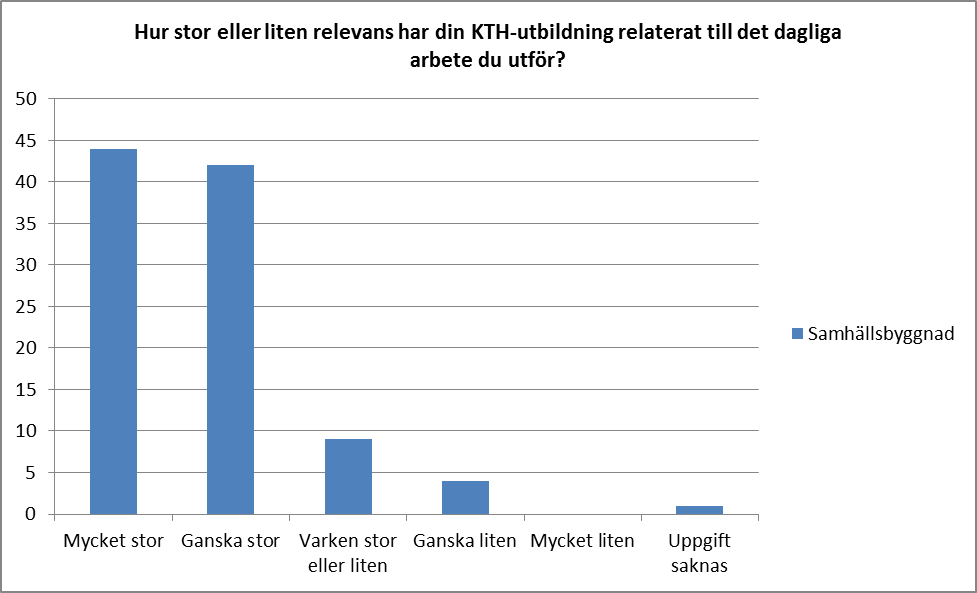 Hur stor eller liten relevans har din KTH-utbildning relaterat till det dagliga
arbete du utför?
50
45
40
35
30
25
20
15
10
5
0
Mycket stor
Ganska stor
Varken stor
eller liten
Ganska liten
Mycket liten
Uppgift
saknas
Samhällsbyggnad